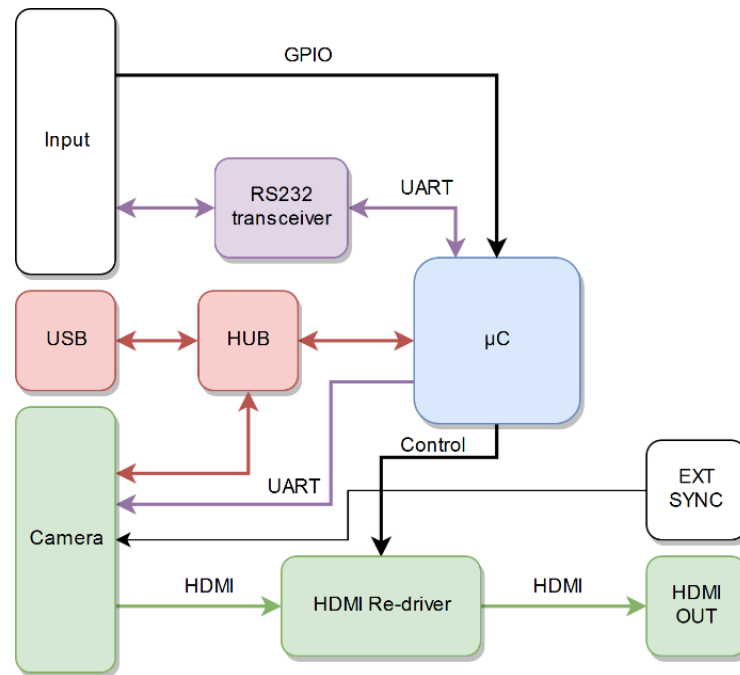 GPIO
Input
RS232
transceiver
UART
USB
HUB
µC
Control
UART
EXT
SYNC
Camera
HDMI
HDMI Re-driver
HDMI
HDMI
OUT